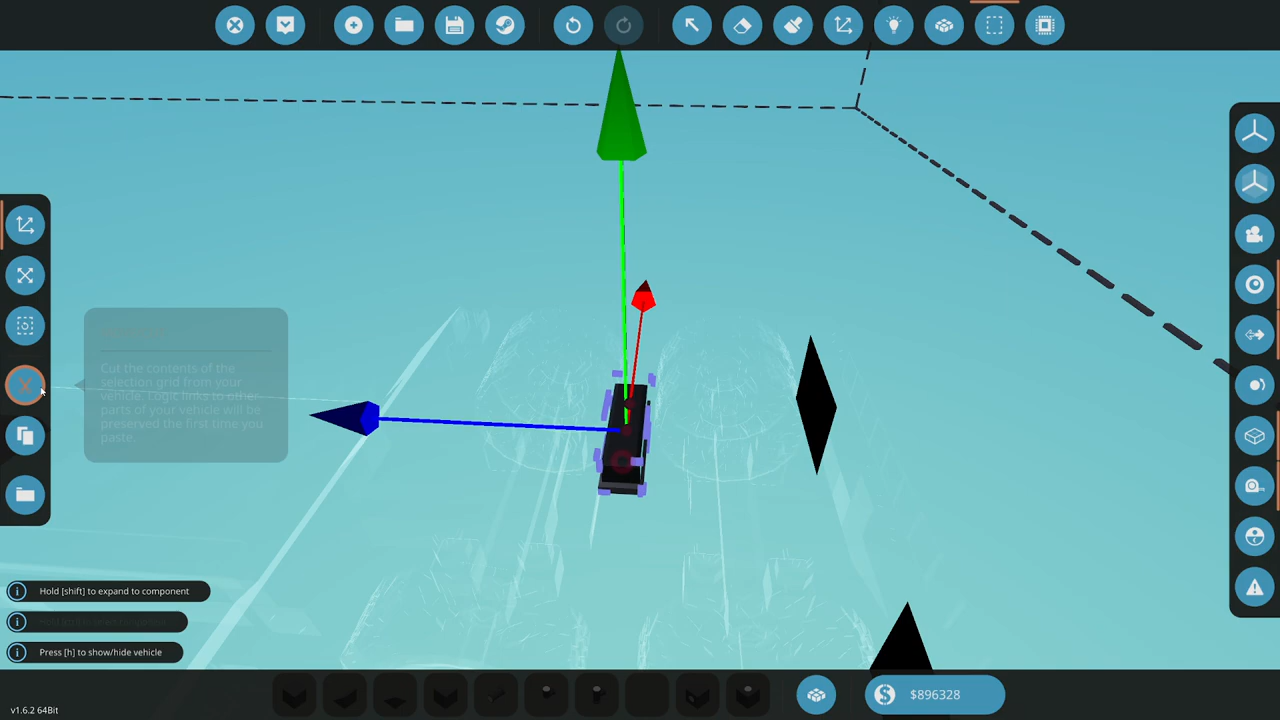 Cut the contents of the
selection grid from your
vehicle. Logic links to other
parts of your vehicle will be
preserved the first time you
paste.
Hold [shift] to expand to component
Press [h] to show/hide vehicle
$896328
v1.6.2 64Bit